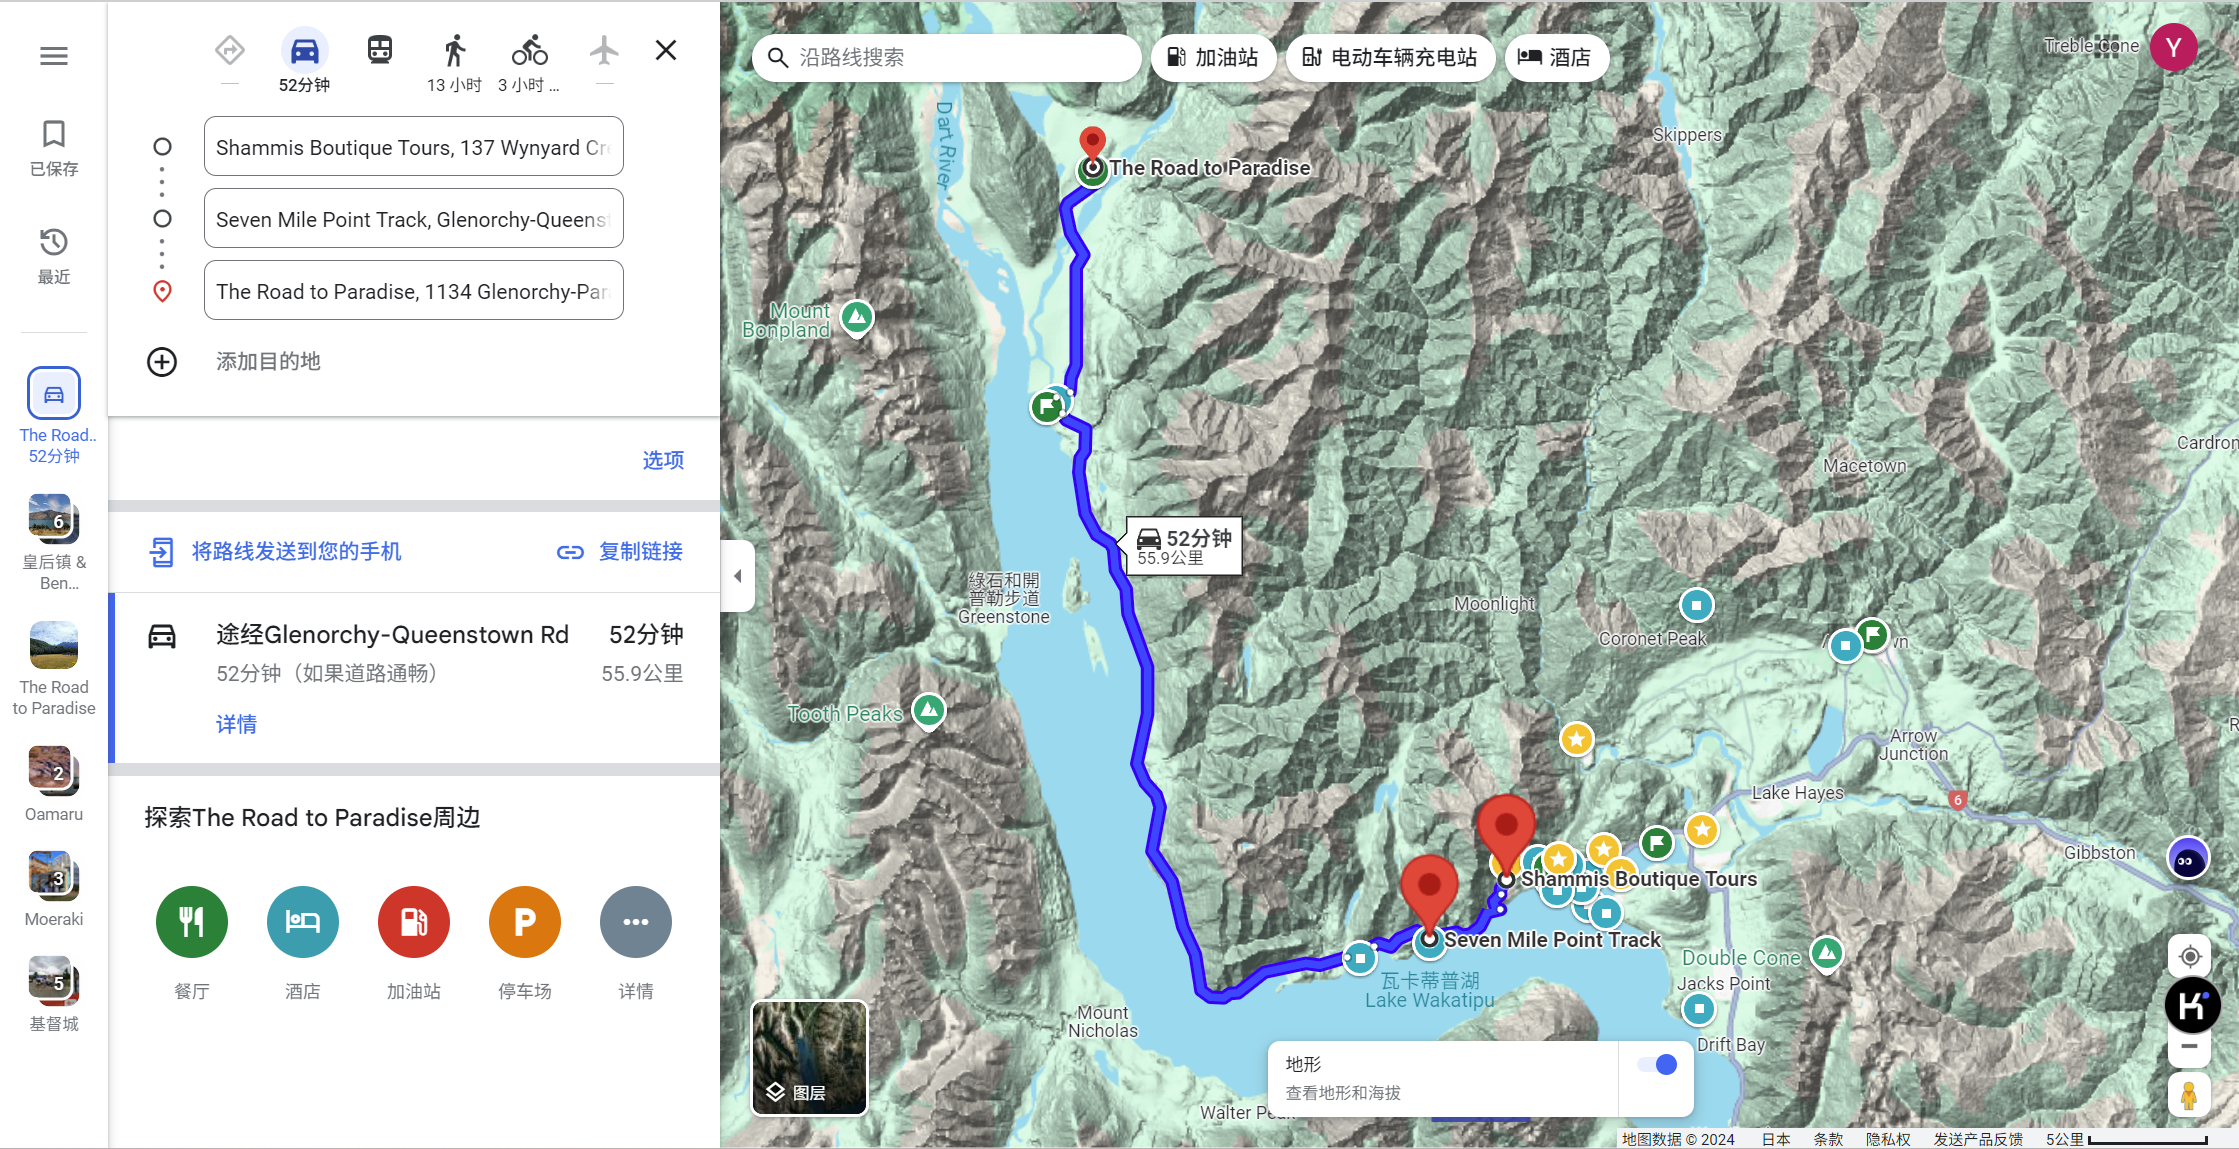 已保存
最近
The Road..
52分钟
6
皇后镇 &
Ben...
The Road
to Paradise
2
Oamaru
3
Moeraki
5
基督城
52分钟
13 小时
3 小时 ...
Shammis Boutique Tours, 137 Wynyard Cre
Seven Mile Point Track, Glenorchy-Queenst
The Road to Paradise, 1134 Glenorchy-Par
添加目的地
选项
将路线发送到您的手机
复制链接
途经Glenorchy-Queenstown Rd
52分钟
52分钟（如果道路通畅）
55.9公里
详情
探索The Road to Paradise周边
P
餐厅
酒店
加油站
停车场
详情
沿路线搜索
加油站
电动车辆充电站
酒店
Treble Cone
Y
Dart River
Skippers
The Road to Paradise
Mount
Bonpland
Cardron
Macetown
52分钟
55.9公里
綠石和開
普勒步道
Greenstone
Moonlight
Coronet Peak
Tooth Peaks
Arrow
Junction
Lake Hayes
6
Gibbston
Shammis Boutique Tours
Seven Mile Point Track
瓦卡蒂普湖
Lake Wakatipu
Double Cone
Jacks Point
Mount
Nicholas
Drift Bay
Walter Peak
图层
地形
查看地形和海拔
地图数据 © 2024
日本
条款
隐私权
发送产品反馈
5公里